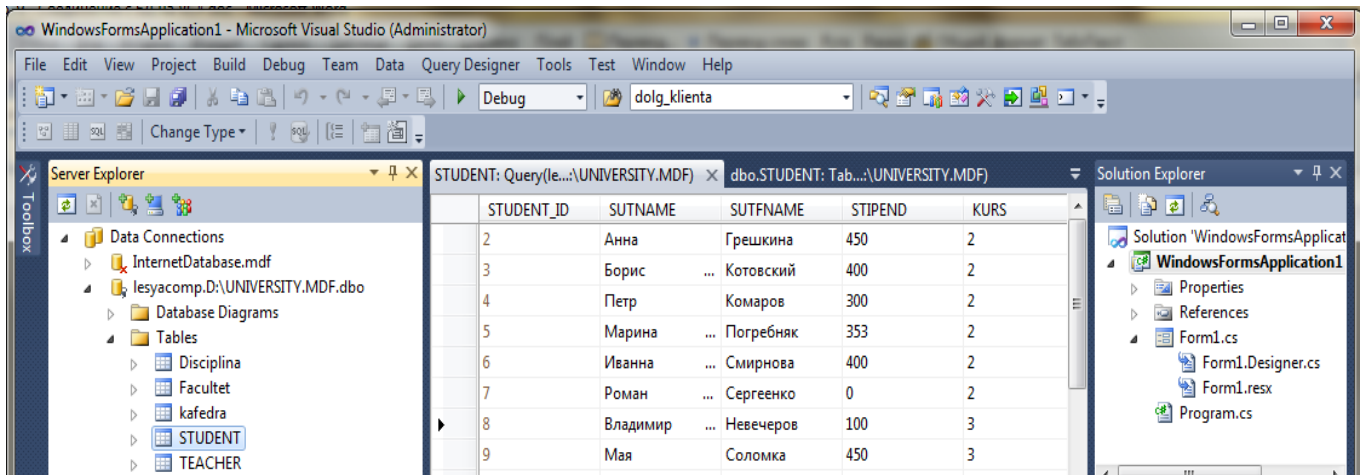 WindowsFormsApplication1 - Microsoft Visual Studio (Administrator)
File Edit View Project Build Debug Team Data Query Designer Tools Test Window Help
Debug dolg_klienta
Change Type
Toolbox
Server Explorer
Data Connections
InternetDatabase.mdf
lesyacomp.D:\UNIVERSITY.MDF.dbo
Database Diagrams
Tables
Disciplina
Facultet
kafedra
STUDENT
TEACHER
STUDENT: Query(le...:\UNIVERSITY.MDF) dbo.STUDENT: Tab...:\UNIVERSITY.MDF)
STUDENT_ID SUTNAME SUTFNAME STIPEND KURS
2 Анна Грешкина 450 2
3 Борис ... Котовский 400 2
4 Петр Комаров 300 2
5 Марина ... Погребняк 353 2
6 Иванна ... Смирнова 400 2
7 Роман ... Сергеенко 0 2
8 Владимир ... Невечеров 100 3
9 Мая Соломка 450 3
Solution Explorer
Solution 'WindowsFormsApplicat
WindowsFormsApplication1
Properties
References
Form1.cs
Form1.Designer.cs
Form1.resx
Program.cs